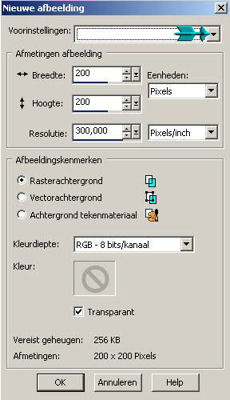 Nieuwe afbeelding
Voorinstellingen:
Afmetingen afbeelding
Breedte: 200 Eenheden:
Hoogte: 200 Pixels
Resolutie: 300,000 Pixels/inch
Afbeeldingskenmerken
Rasterachtergrond
Vectorachtergrond
Achtergrond tekenmateriaal
Kleurdiepte: RGB - 8 bits/kanaal
Kleur:
Transparant
Vereist geheugen: 256 KB
Afmetingen: 200 x 200 Pixels
OK Annuleren Help